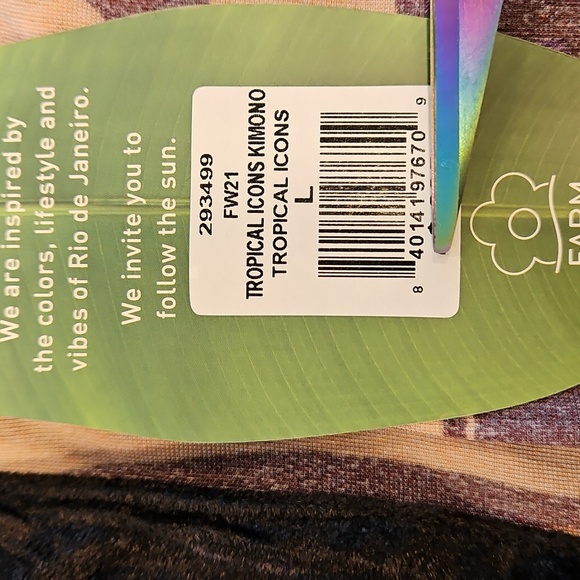 We are inspired by
the colors, lifestyle and
vibes of Rio de Janeiro.
We invite you to
follow the sun.
293499
FW21
TROPICAL ICONS KIMONO
TROPICAL ICONS
L
8 40141 97670 9
FARM